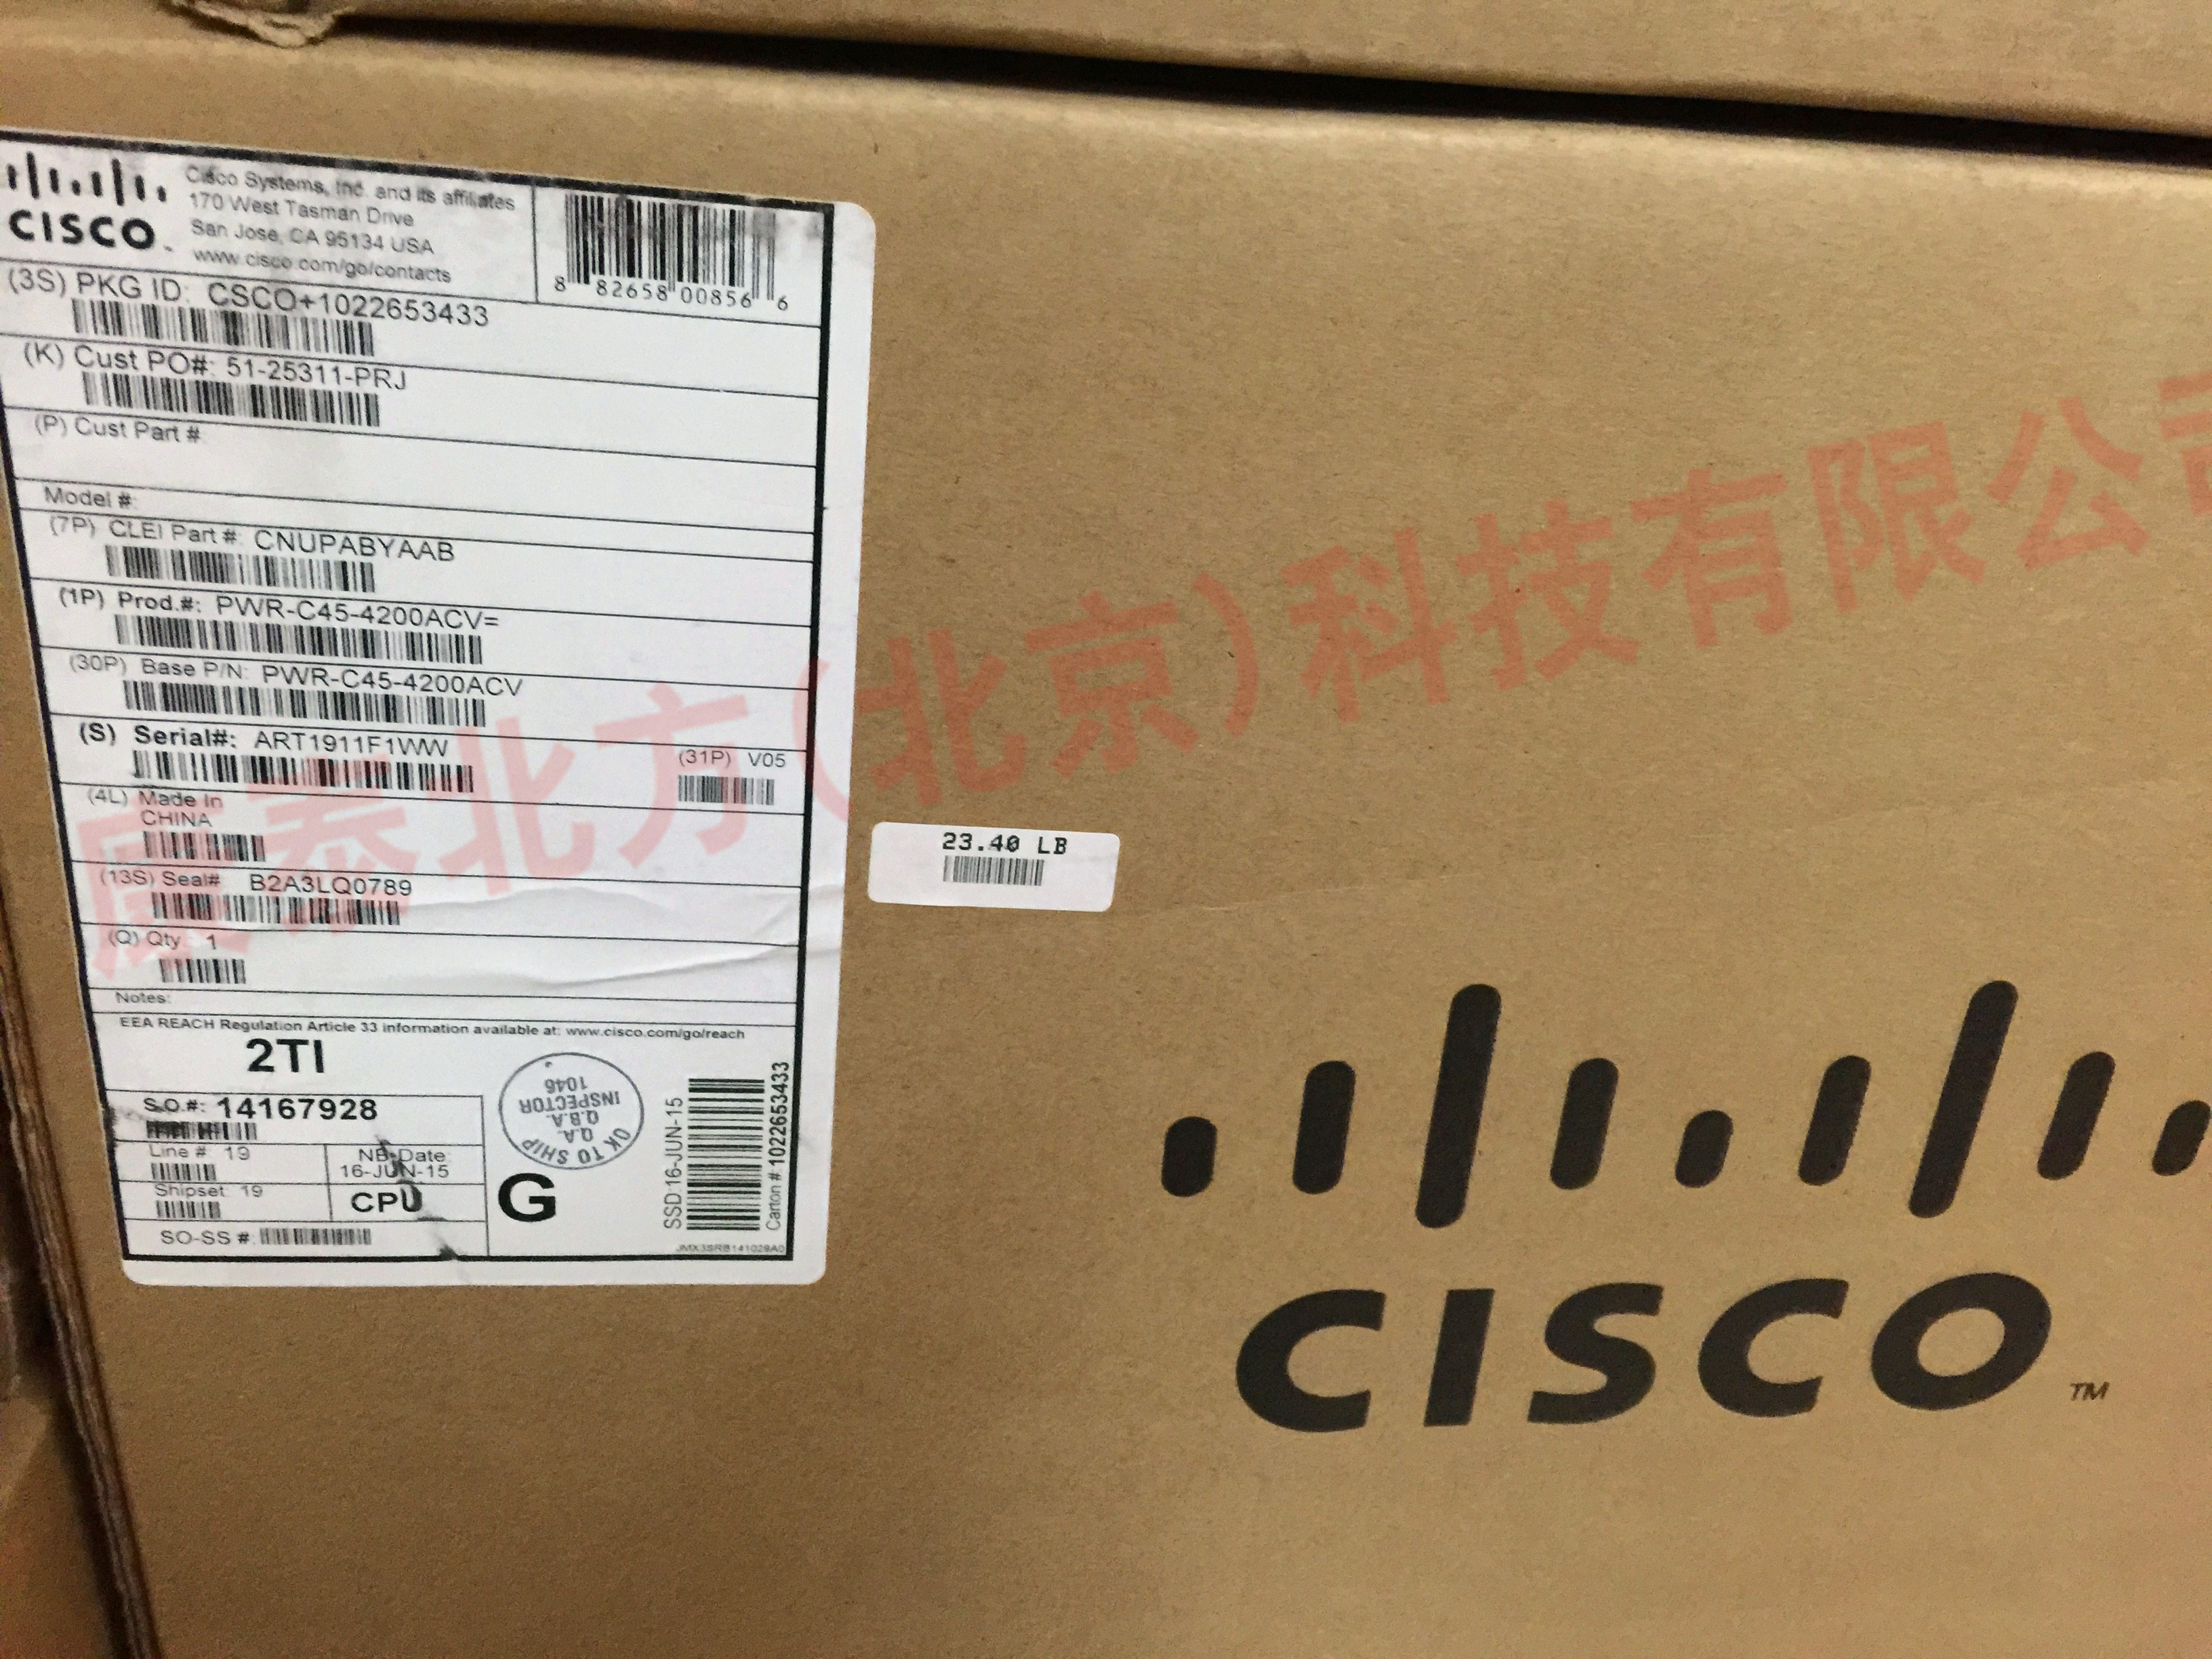 CISCO
Cisco Systems, Inc. and its affiliates
170 West Tasman Drive
San Jose, CA 95134 USA
www.cisco.com/go/contacts
8 82658 00856 6
(3S) PKG ID: CSCO+1022653433
(K) Cust PO#: 51-25311-PRJ
(P) Cust Part #
Model #:
(7P) CLEI Part #: CNUPABYAAB
(1P) Prod.#: PWR-C45-4200ACV=
(30P) Base P/N: PWR-C45-4200ACV
(S) Serial#: ART1911F1WW
(31P) V05
(4L) Made In
CHINA
(13S) Seal# B2A3LQ0789
(Q) Qty 1
Notes:
EEA REACH Regulation Article 33 information available at: www.cisco.com/go/reach
2TI
S.O.#: 14167928
Line # 19
NB-Date:
16-JUN-15
Shipset: 19
CPU
SO-SS #:
OK TO SHIP
Q.A.
Q.B.A.
INSPECTOR
1046
G
SSD:16-JUN-15
Carton # 1022653433
23.40 LB
CISCO
TM
泰北方(北京)科技有限公司